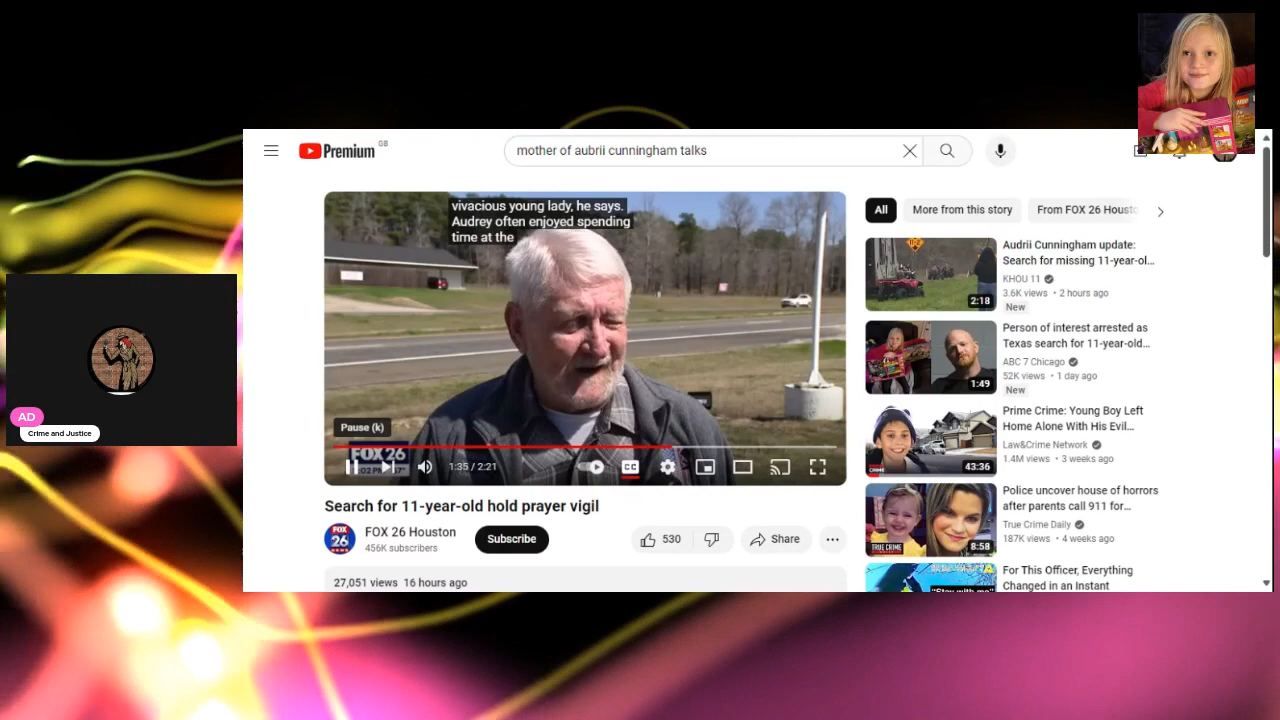 Premium GB
mother of aubrii cunningham talks
vivacious young lady, he says.
Audrey often enjoyed spending
time at the
Pause (k)
FOX 26
1:35 / 2:21
CC
Search for 11-year-old hold prayer vigil
FOX 26 Houston
456K subscribers
Subscribe
530
Share
27,051 views 16 hours ago
All
More from this story
From FOX 26 Housto
2:18
Audrii Cunningham update:
Search for missing 11-year-ol...
KHOU 11
3.6K views • 2 hours ago
New
1:49
Person of interest arrested as
Texas search for 11-year-old...
ABC 7 Chicago
52K views • 1 day ago
New
43:36
Prime Crime: Young Boy Left
Home Alone With His Evil...
Law&Crime Network
1.4M views • 3 weeks ago
TRUE CRIME
8:58
Police uncover house of horrors
after parents call 911 for...
True Crime Daily
187K views • 4 weeks ago
"Stay with me"
For This Officer, Everything
Changed in an Instant
AD
Crime and Justice